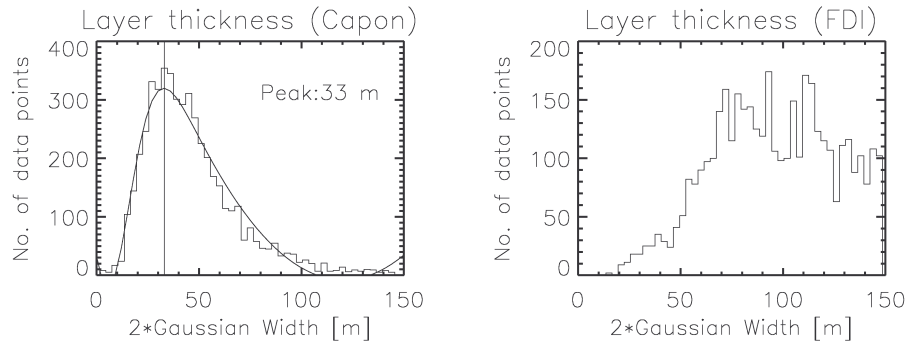 Layer thickness (Capon)
No. of data points
400
300
200
100
0
Peak:33 m
0 50 100 150
2*Gaussian Width [m]
Layer thickness (FDI)
No. of data points
200
150
100
50
0
0 50 100 150
2*Gaussian Width [m]